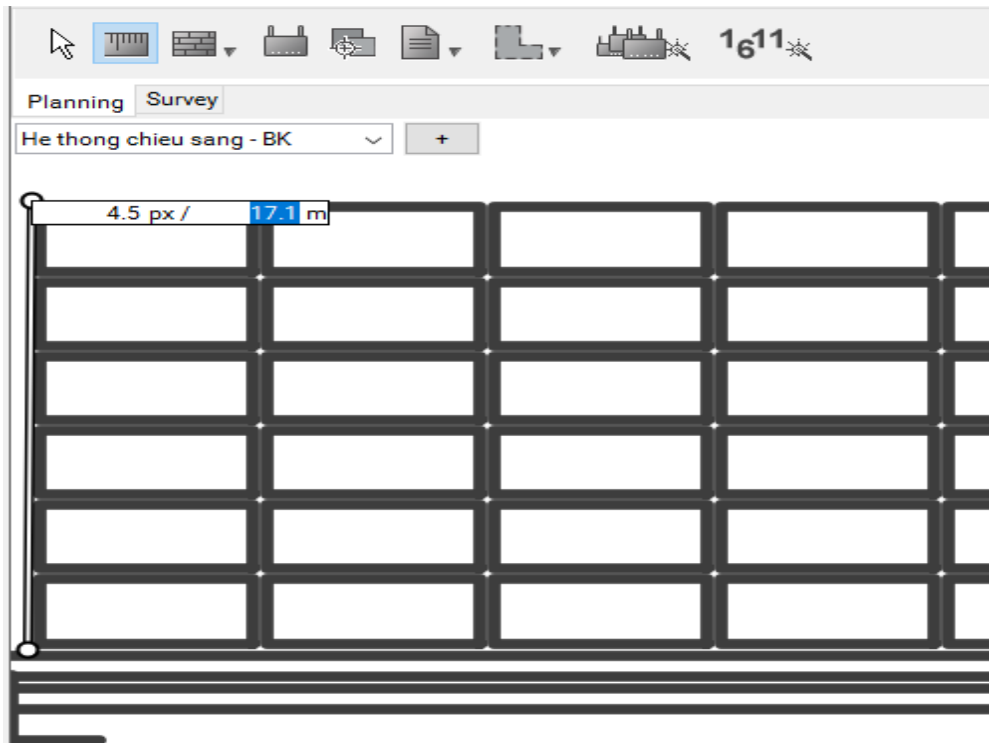 1611
Planning Survey
He thong chieu sang - BK +
4.5 px / 17.1 m